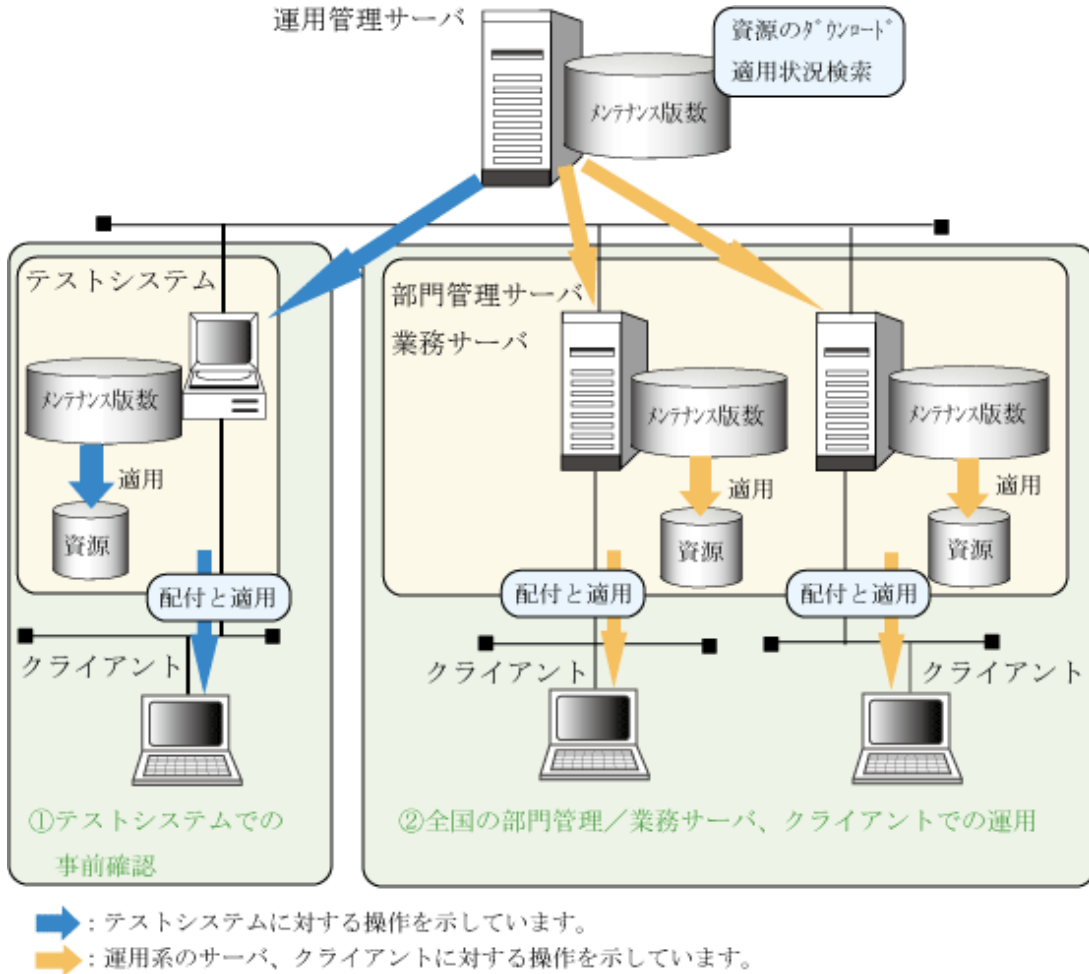 運用管理サーバ
資源のﾀﾞｳﾝﾛｰﾄﾞ
適用状況検索
ﾒﾝﾃﾅﾝｽ版数
テストシステム
ﾒﾝﾃﾅﾝｽ版数
適用
資源
配付と適用
クライアント
①テストシステムでの
事前確認
部門管理サーバ
業務サーバ
ﾒﾝﾃﾅﾝｽ版数
ﾒﾝﾃﾅﾝｽ版数
適用
適用
資源
資源
配付と適用
配付と適用
クライアント
クライアント
②全国の部門管理／業務サーバ、クライアントでの運用
：テストシステムに対する操作を示しています。
：運用系のサーバ、クライアントに対する操作を示しています。